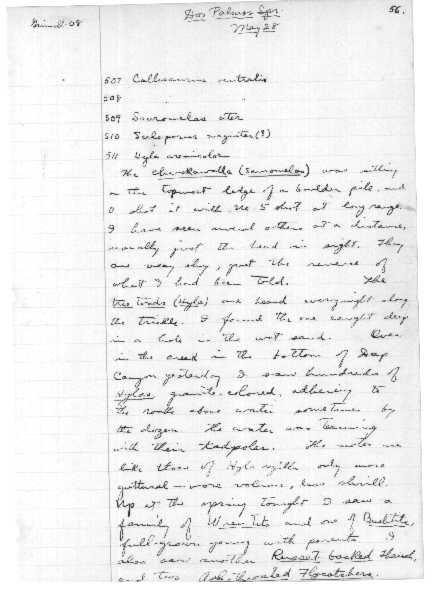 Grinnell-08
Dos Palmas Spr.
56.
May 28
507 Callisaurus ventralis
508
509 Sauromalus ater
510 Sceloporus magister (?)
511 Hyla arenicolor
The chuckawalla (Sauromalus) was sitting
on the topmost ledge of a boulder pile, and
I shot it with No. 5 shot at long range.
I have seen several others at a distance,
usually just the head in sight. They
are very shy, just the reverse of
what I had been told. The
tree toads (Hyla) are heard every night along
the trickle. I found the one caught deep
in a hole in the wet sand. Over
in the creek in the bottom of Deep
Canyon yesterday I saw hundreds of
Hylas granite-colored, adhering to
the rocks above water sometimes by
the dozen. The water was teeming
with their tadpoles. The notes are
like those of Hyla regilla only more
guttural - more volume, less shrill.
Up at the spring tonight I saw a
family of Wren Tits and one of Bushtits,
full-grown young with parents. I
also saw another Russet-backed Thrush,
and two Ash-throated Flycatchers.